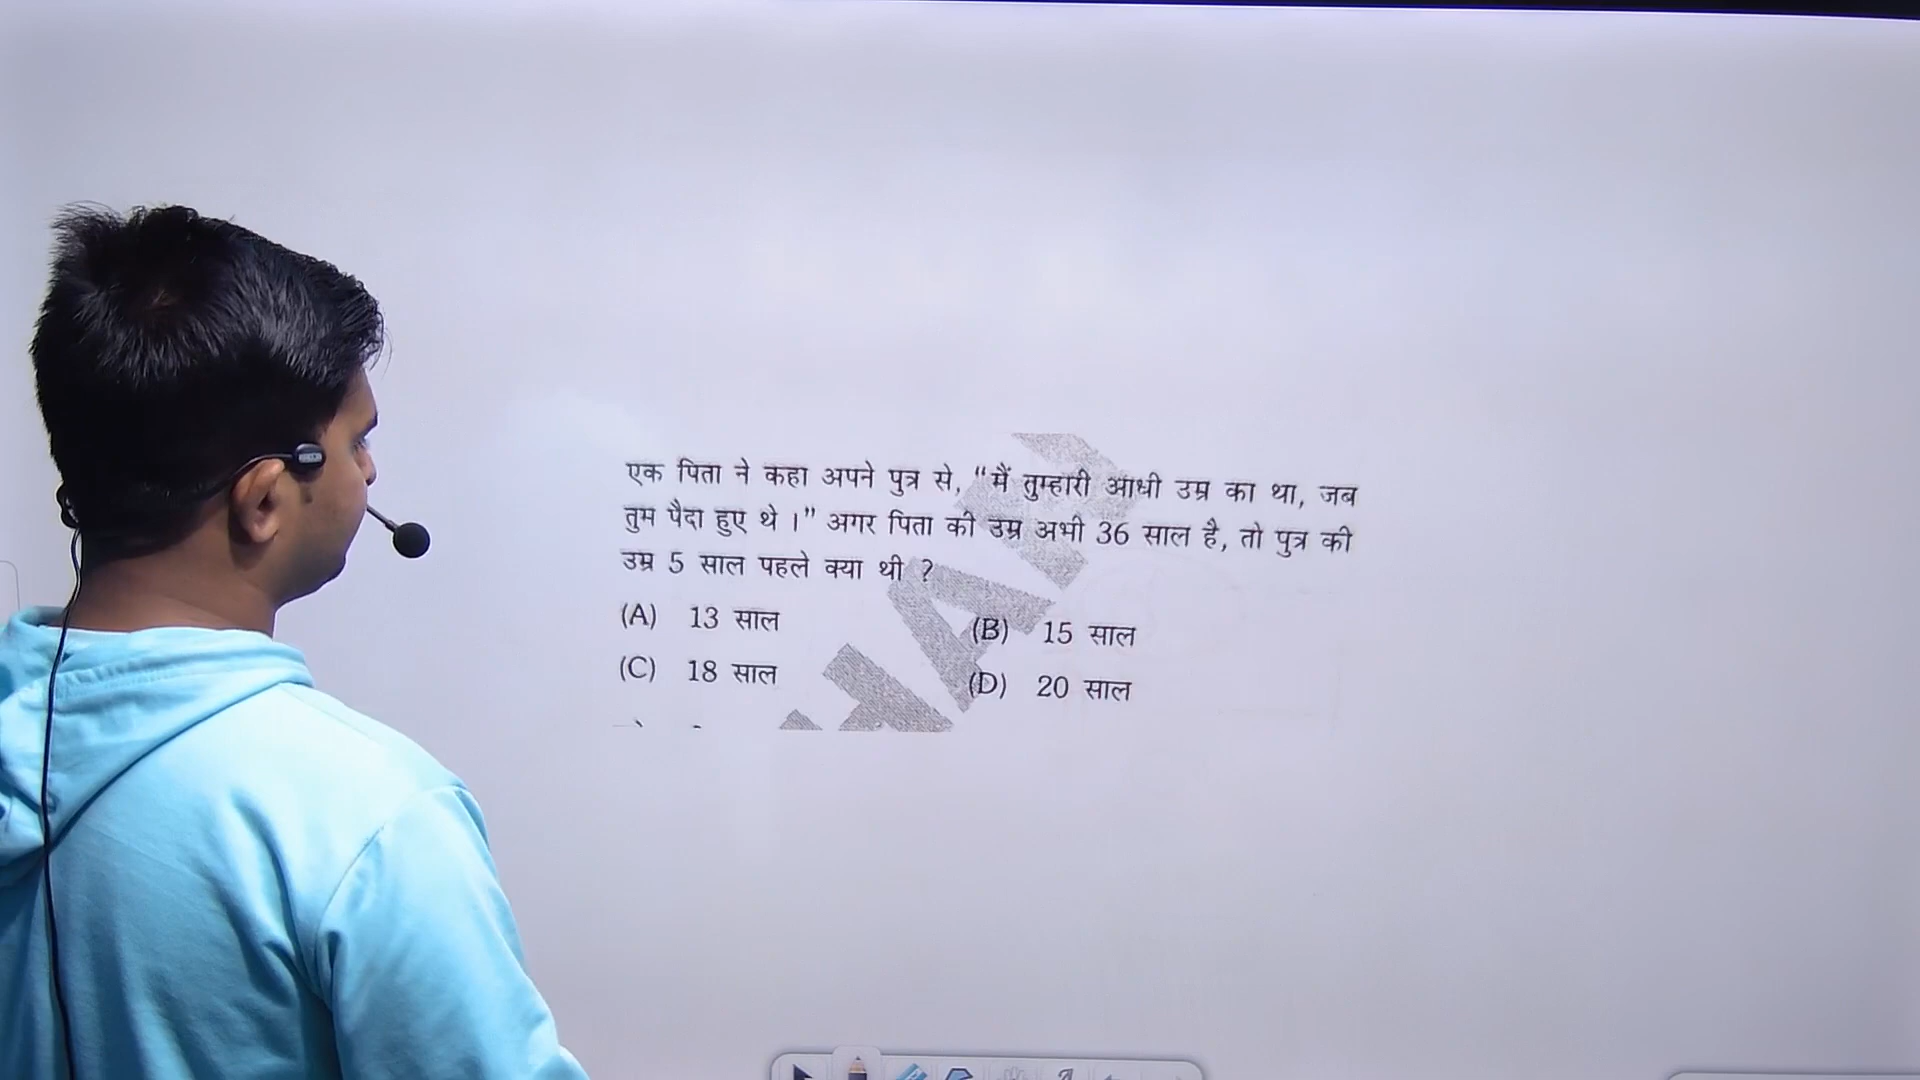 एक पिता ने कहा अपने पुत्र से, “मैं तुम्हारी आधी उम्र का था, जब
तुम पैदा हुए थे ।” अगर पिता की उम्र अभी 36 साल है, तो पुत्र की
उम्र 5 साल पहले क्या थी ?
(A) 13 साल (B) 15 साल
(C) 18 साल (D) 20 साल